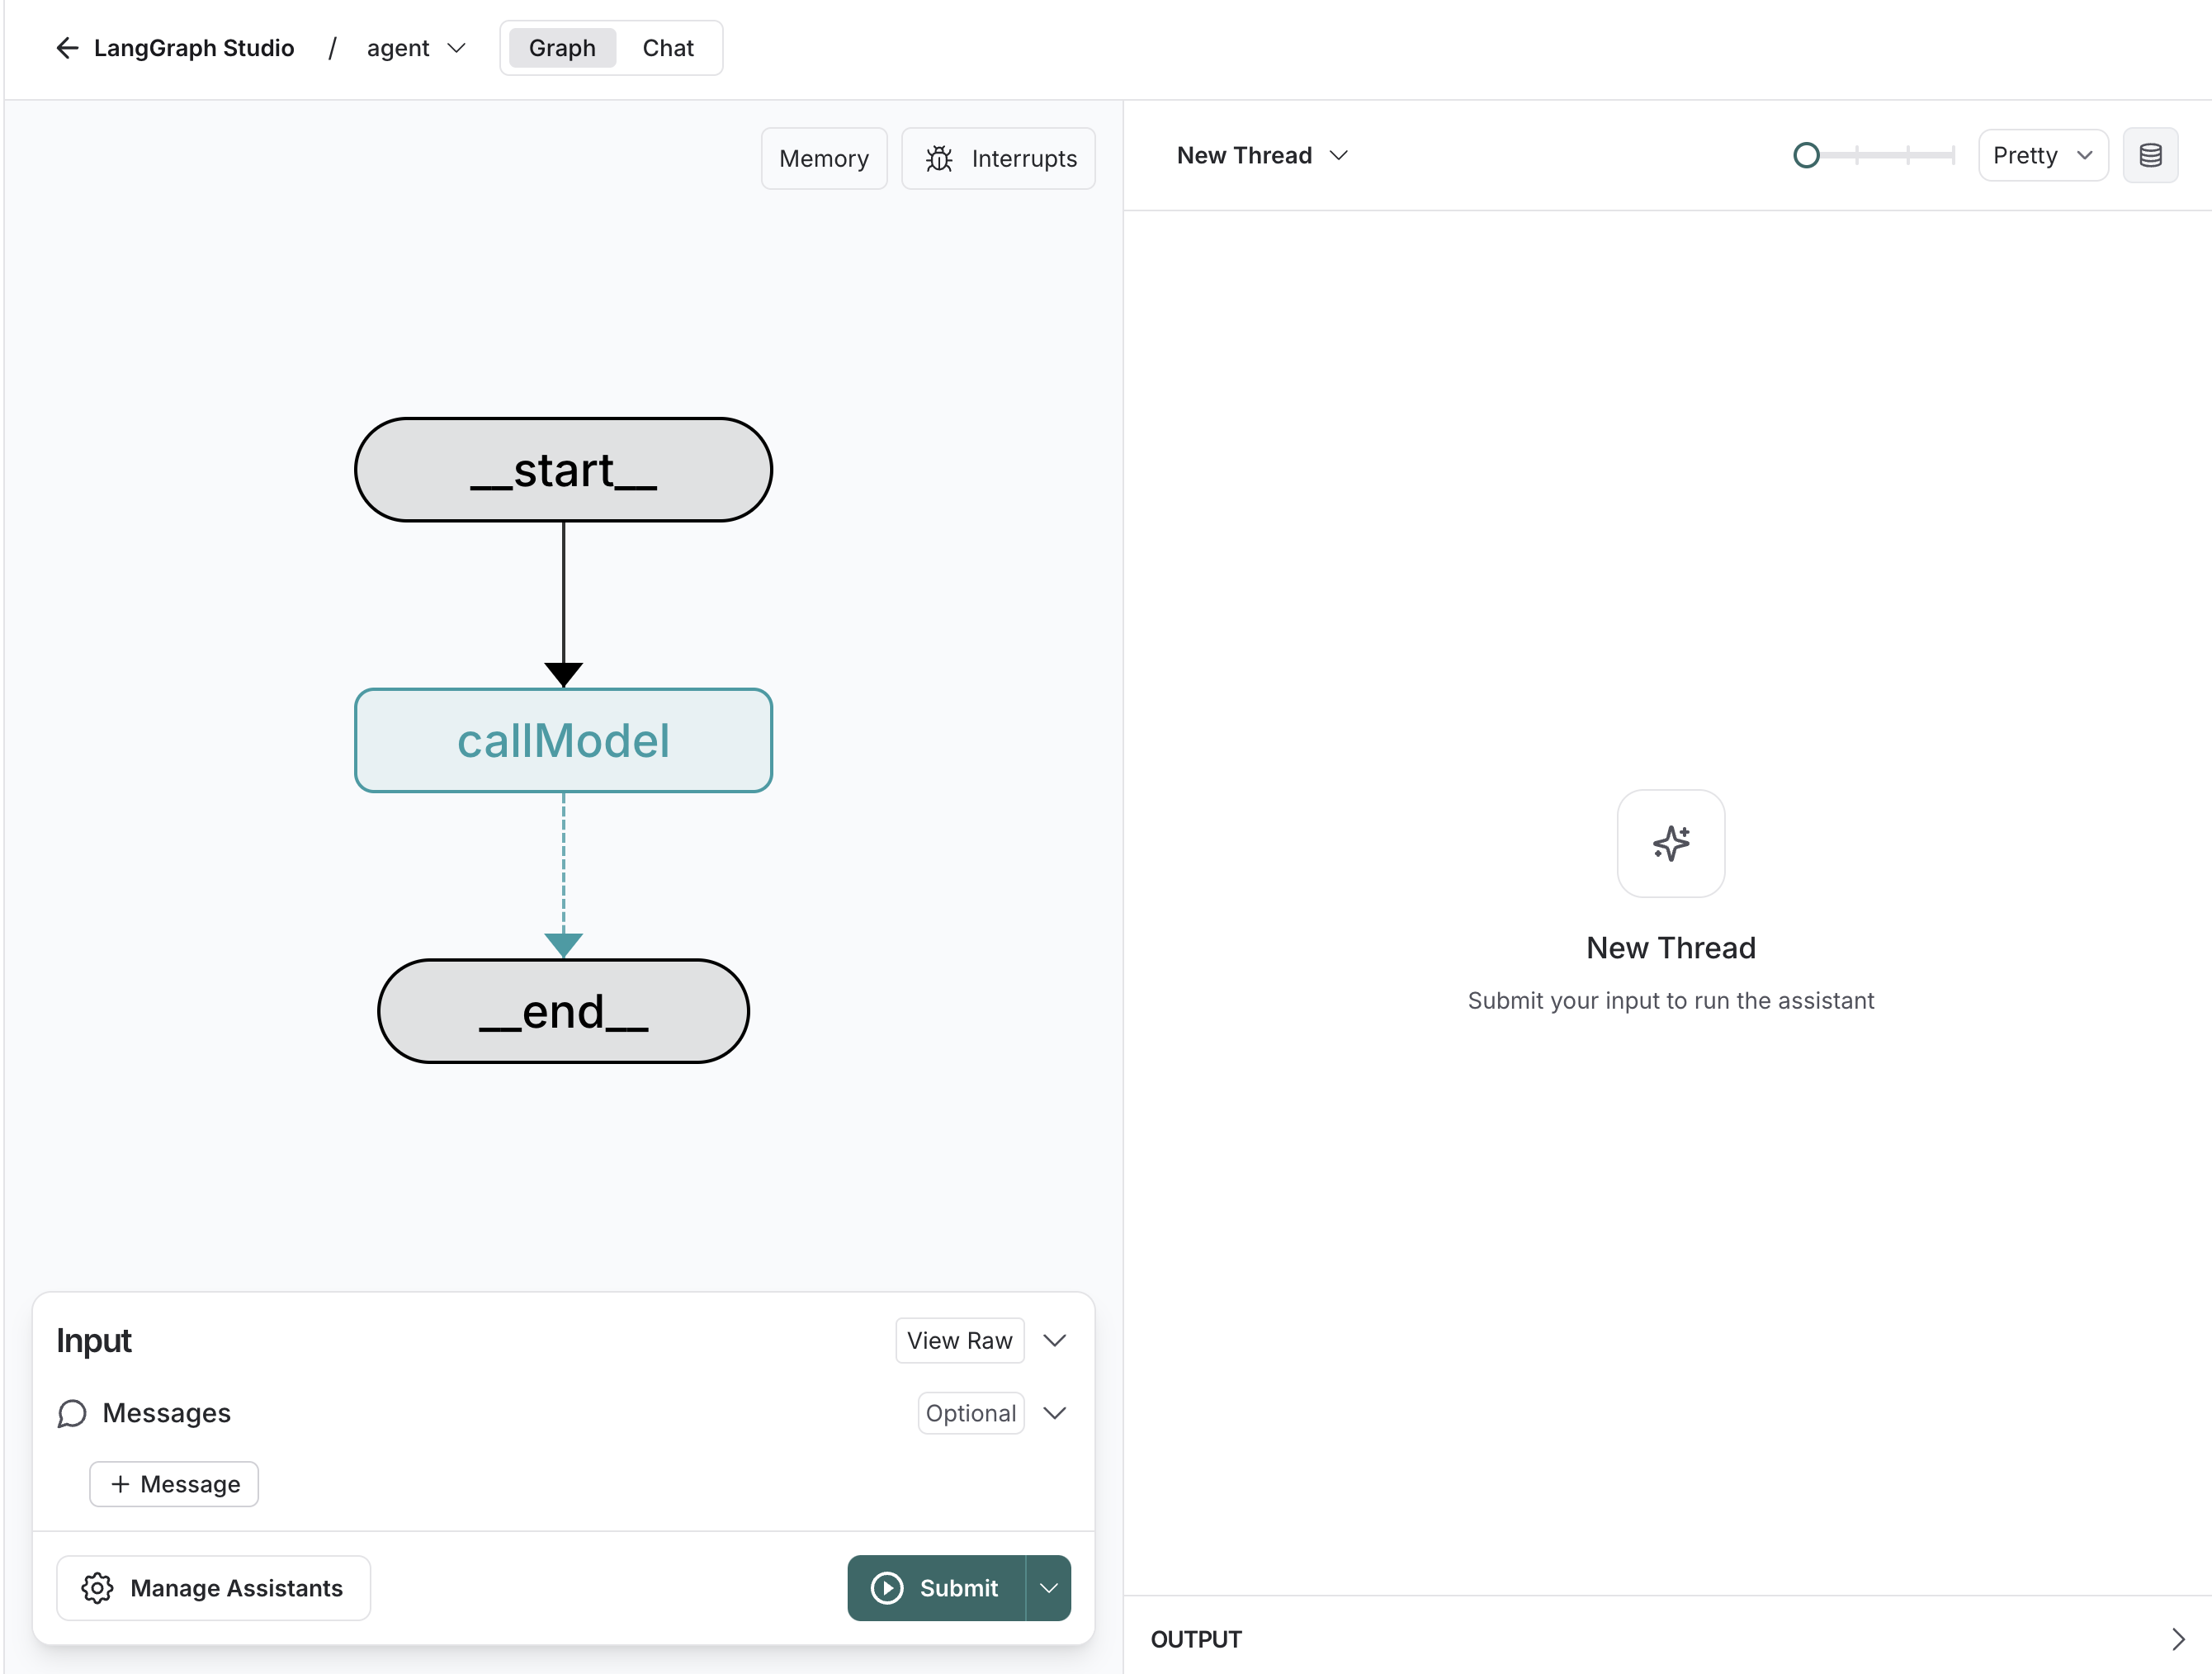 LangGraph Studio / agent
Graph
Chat
Memory
Interrupts
__start__
callModel
__end__
Input
View Raw
Messages
Optional
+ Message
Manage Assistants
Submit
New Thread
Pretty
New Thread
Submit your input to run the assistant
OUTPUT